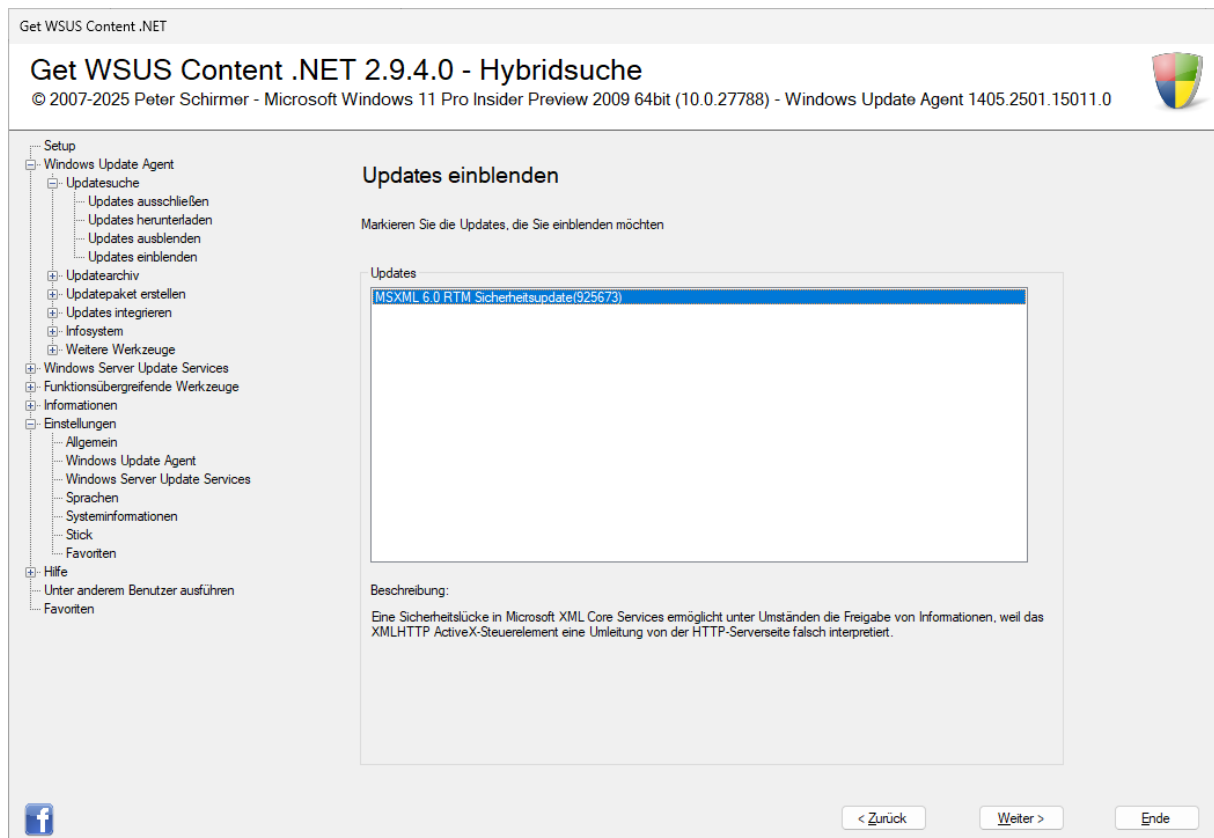 Get WSUS Content .NET
Get WSUS Content .NET 2.9.4.0 - Hybridsuche
© 2007-2025 Peter Schirmer - Microsoft Windows 11 Pro Insider Preview 2009 64bit (10.0.27788) - Windows Update Agent 1405.2501.15011.0
Setup
Windows Update Agent
Updatesuche
Updates ausschließen
Updates herunterladen
Updates ausblenden
Updates einblenden
Updatearchiv
Updatepaket erstellen
Updates integrieren
Infosystem
Weitere Werkzeuge
Windows Server Update Services
Funktionsübergreifende Werkzeuge
Informationen
Einstellungen
Allgemein
Windows Update Agent
Windows Server Update Services
Sprachen
Systeminformationen
Stick
Favoriten
Hilfe
Unter anderem Benutzer ausführen
Favoriten
Updates einblenden
Markieren Sie die Updates, die Sie einblenden möchten
Updates
MSXML 6.0 RTM Sicherheitsupdate(925673)
Beschreibung:
Eine Sicherheitslücke in Microsoft XML Core Services ermöglicht unter Umständen die Freigabe von Informationen, weil das
XMLHTTP ActiveX-Steuerelement eine Umleitung von der HTTP-Serverseite falsch interpretiert.
f
< Zurück
Weiter >
Ende